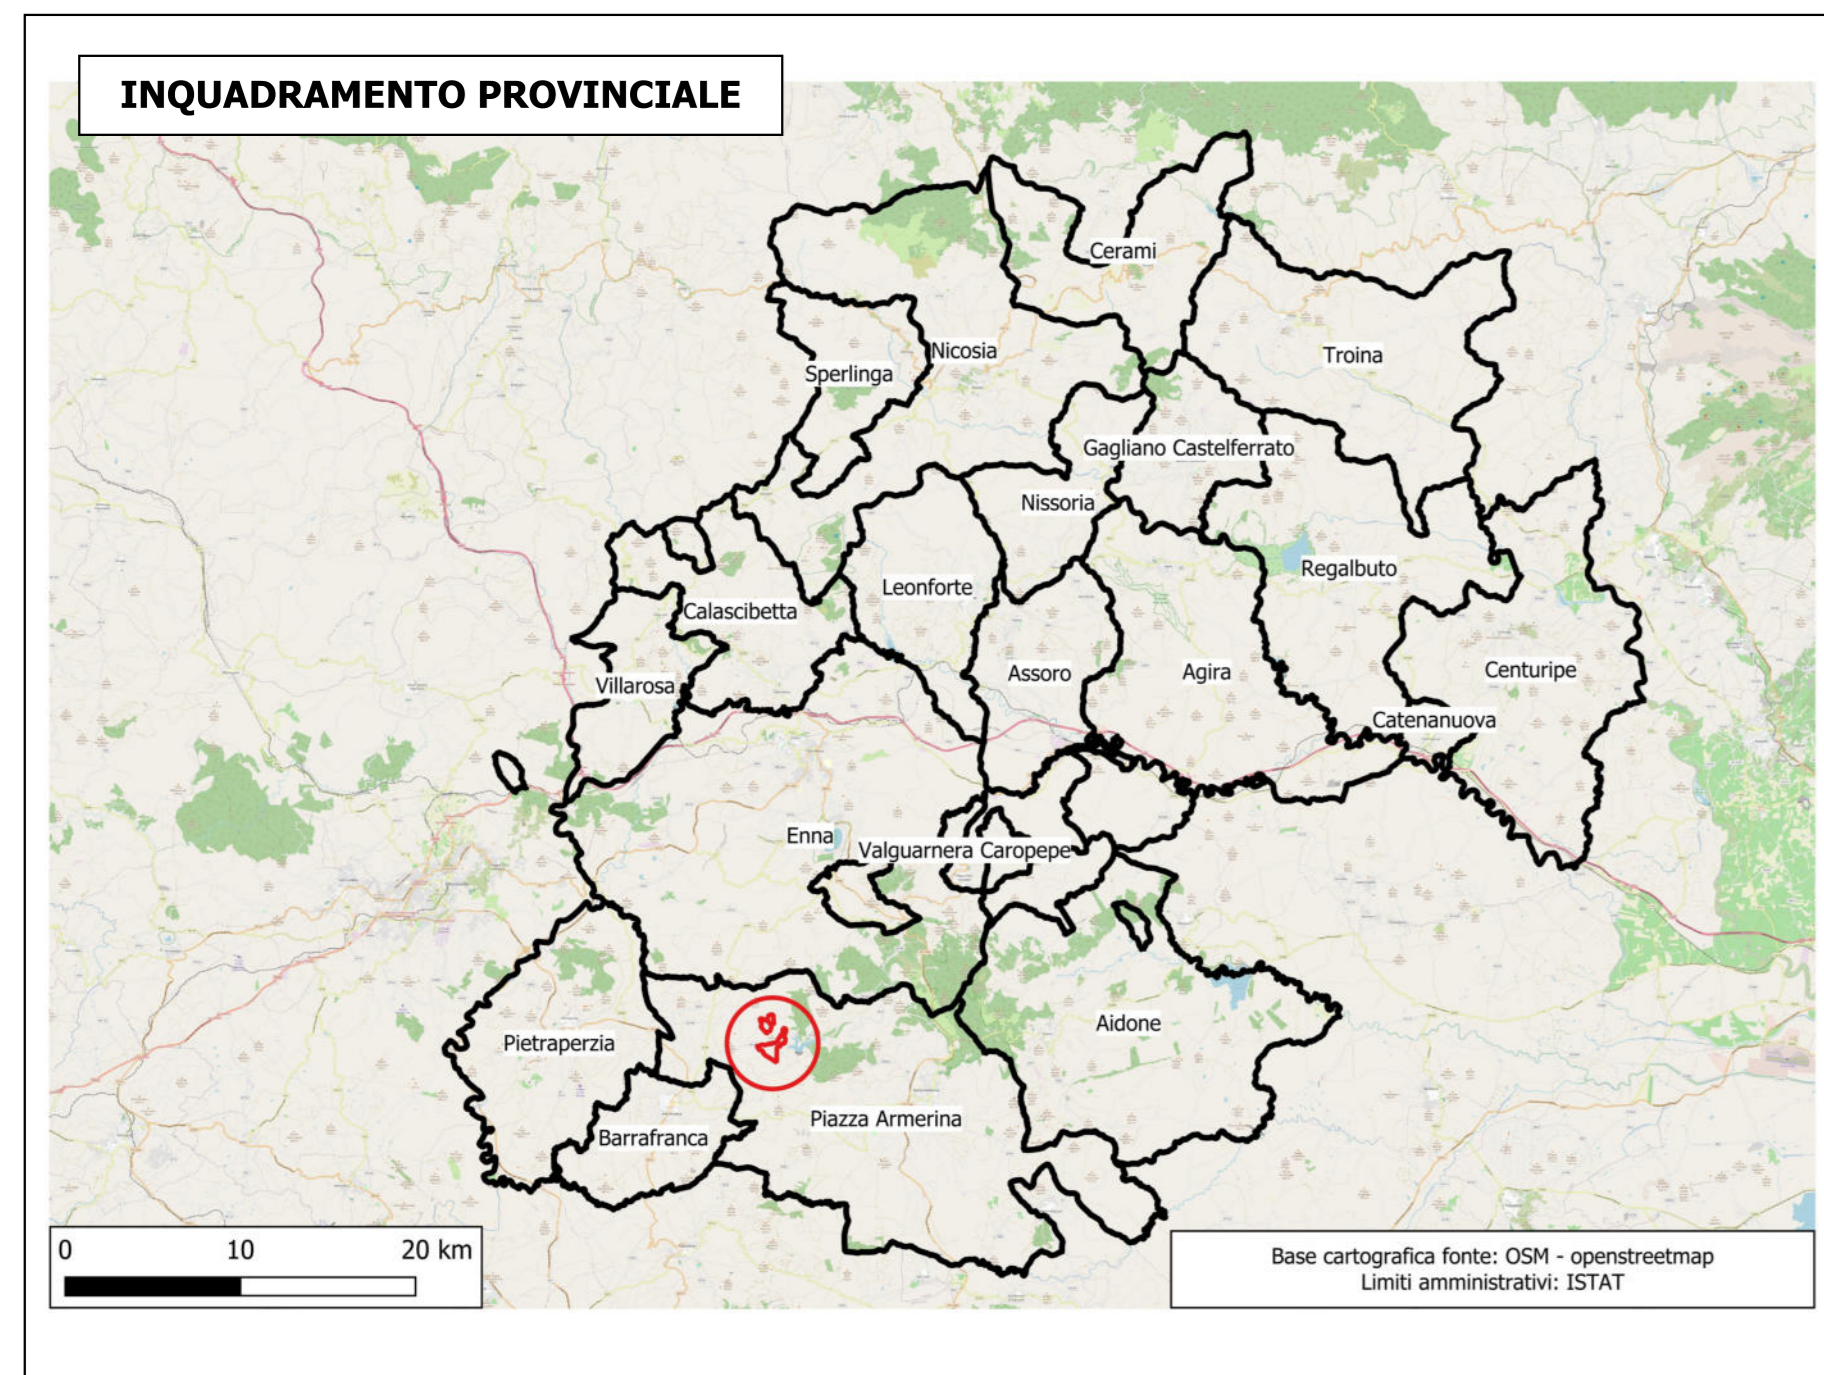 INQUADRAMENTO PROVINCIALE
Cerami
Nicosia
Troina
Sperlinga
Gagliano Castelferrato
Nissoria
Regalbuto
Leonforte
Calascibetta
Centuripe
Assoro
Agira
Villarosa
Catenanuova
Enna
Valguarnera Caropepe
Aidone
Pietraperzia
Piazza Armerina
Barrafranca
0 10 20 km
Base cartografica fonte: OSM - openstreetmap
Limiti amministrativi: ISTAT